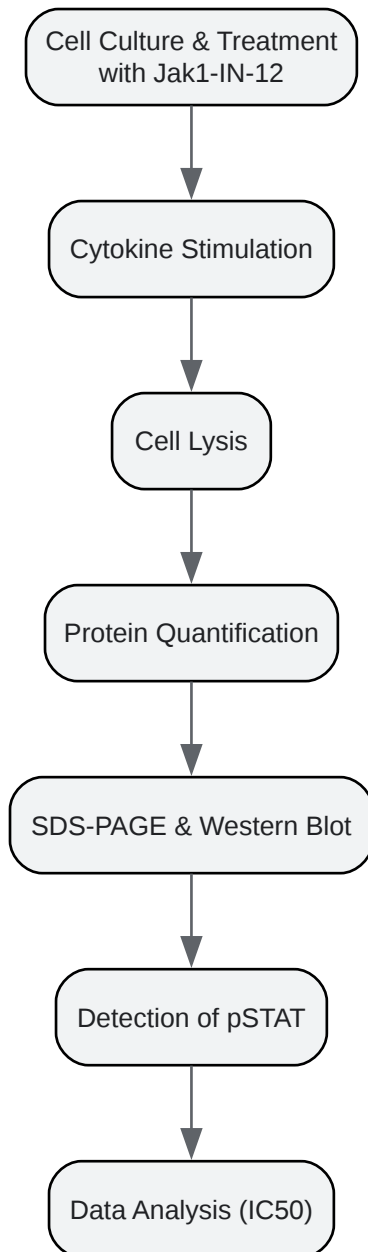 Cell Culture & Treatment
with Jak1-IN-12
Cytokine Stimulation
Cell Lysis
Protein Quantification
SDS-PAGE & Western Blot
Detection of pSTAT
Data Analysis (IC50)